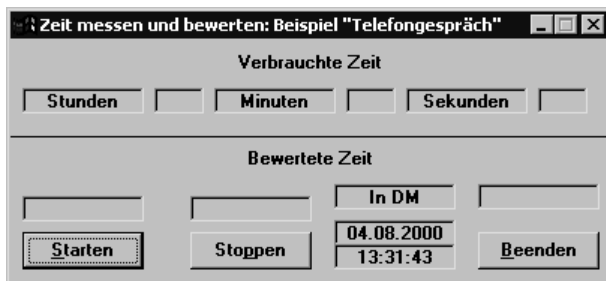 Zeit messen und bewerten: Beispiel "Telefongespräch"
Verbrauchte Zeit
Stunden Minuten Sekunden
Bewertete Zeit
In DM
04.08.2000
Starten Stoppen 13:31:43 Beenden